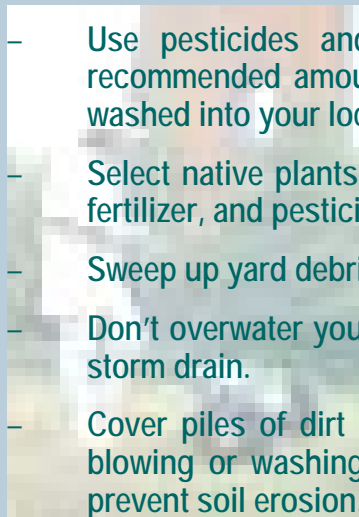 – Use pesticides and
recommended amou
washed into your loc
– Select native plants
fertilizer, and pestici
– Sweep up yard debri
– Don't overwater you
storm drain.
– Cover piles of dirt
blowing or washing
prevent soil erosion